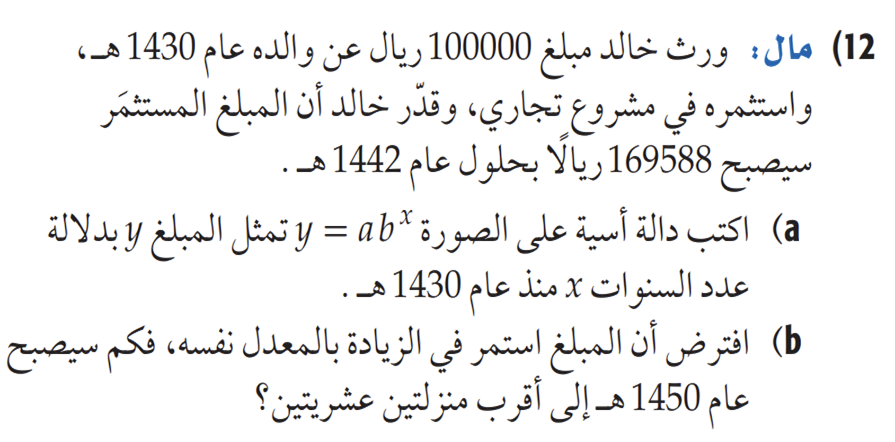 12) مال: ورث خالد مبلغ 100000 ريال عن والده عام 1430 هـ،
واستثمره في مشروع تجاري، وقدّر خالد أن المبلغ المستثمَر
سيصبح 169588 ريالًا بحلول عام 1442 هـ.
a) اكتب دالة أسية على الصورة y = abˣ تمثل المبلغ y بدلالة
عدد السنوات x منذ عام 1430 هـ.
b) افترض أن المبلغ استمر في الزيادة بالمعدل نفسه، فكم سيصبح
عام 1450 هـ إلى أقرب منزلتين عشريتين؟